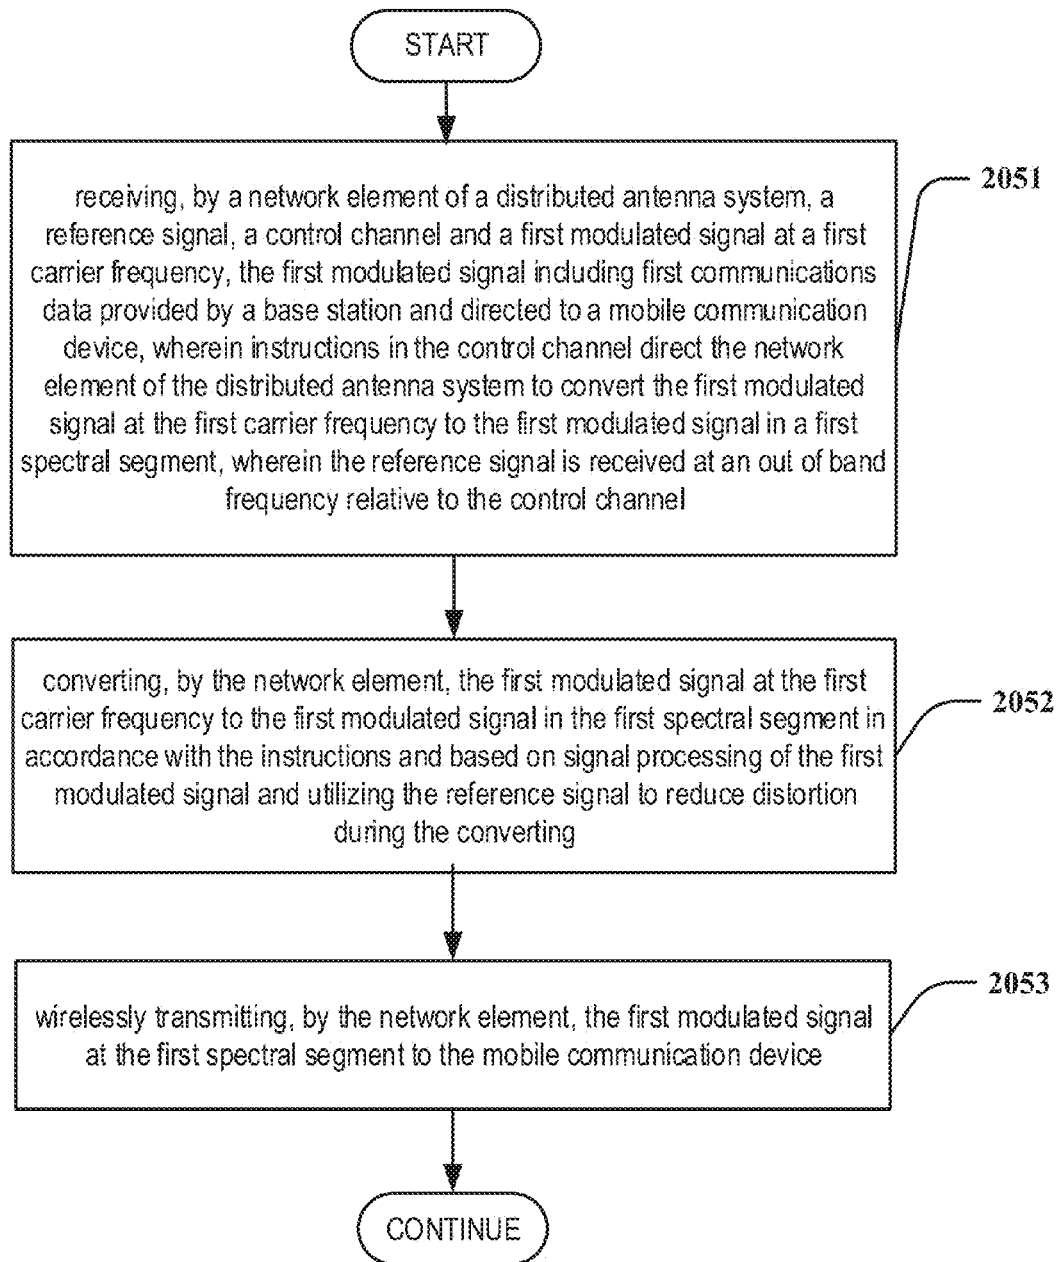 START
receiving, by a network element of a distributed antenna system, a
reference signal, a control channel and a first modulated signal at a first
carrier frequency, the first modulated signal including first communications
data provided by a base station and directed to a mobile communication
device, wherein instructions in the control channel direct the network
element of the distributed antenna system to convert the first modulated
signal at the first carrier frequency to the first modulated signal in a first
spectral segment, wherein the reference signal is received at an out of band
frequency relative to the control channel
2051
converting, by the network element, the first modulated signal at the first
carrier frequency to the first modulated signal in the first spectral segment in
accordance with the instructions and based on signal processing of the first
modulated signal and utilizing the reference signal to reduce distortion
during the converting
2052
wirelessly transmitting, by the network element, the first modulated signal
at the first spectral segment to the mobile communication device
2053
CONTINUE